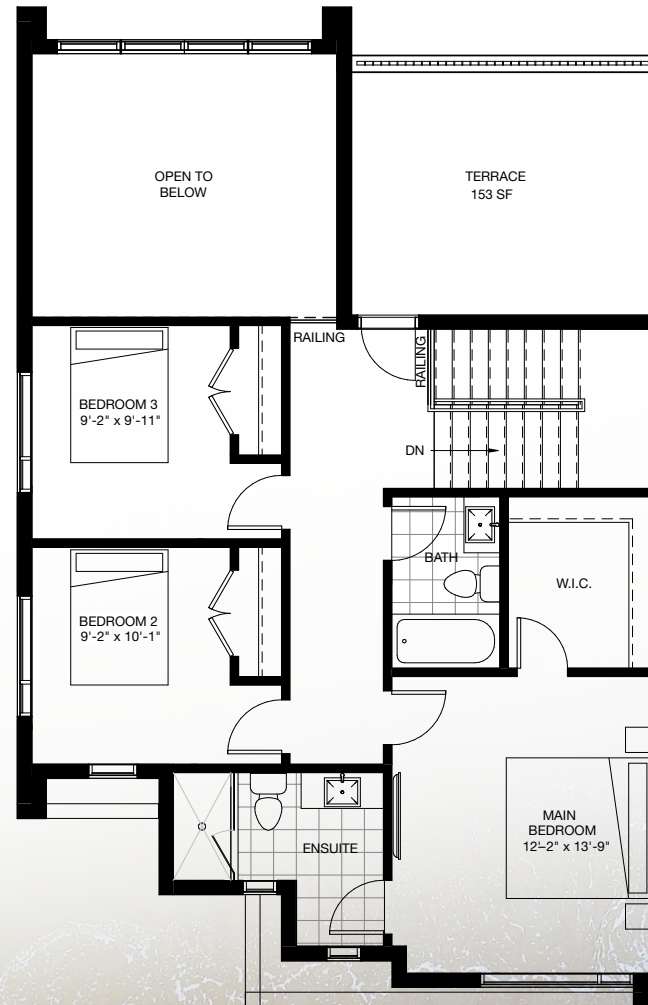 OPEN TO
BELOW
TERRACE
153 SF
RAILING
RAILING
BEDROOM 3
9'-2" x 9'-11"
DN
BATH
W.I.C.
BEDROOM 2
9'-2" x 10'-1"
MAIN
BEDROOM
12'-2" x 13'-9"
ENSUITE